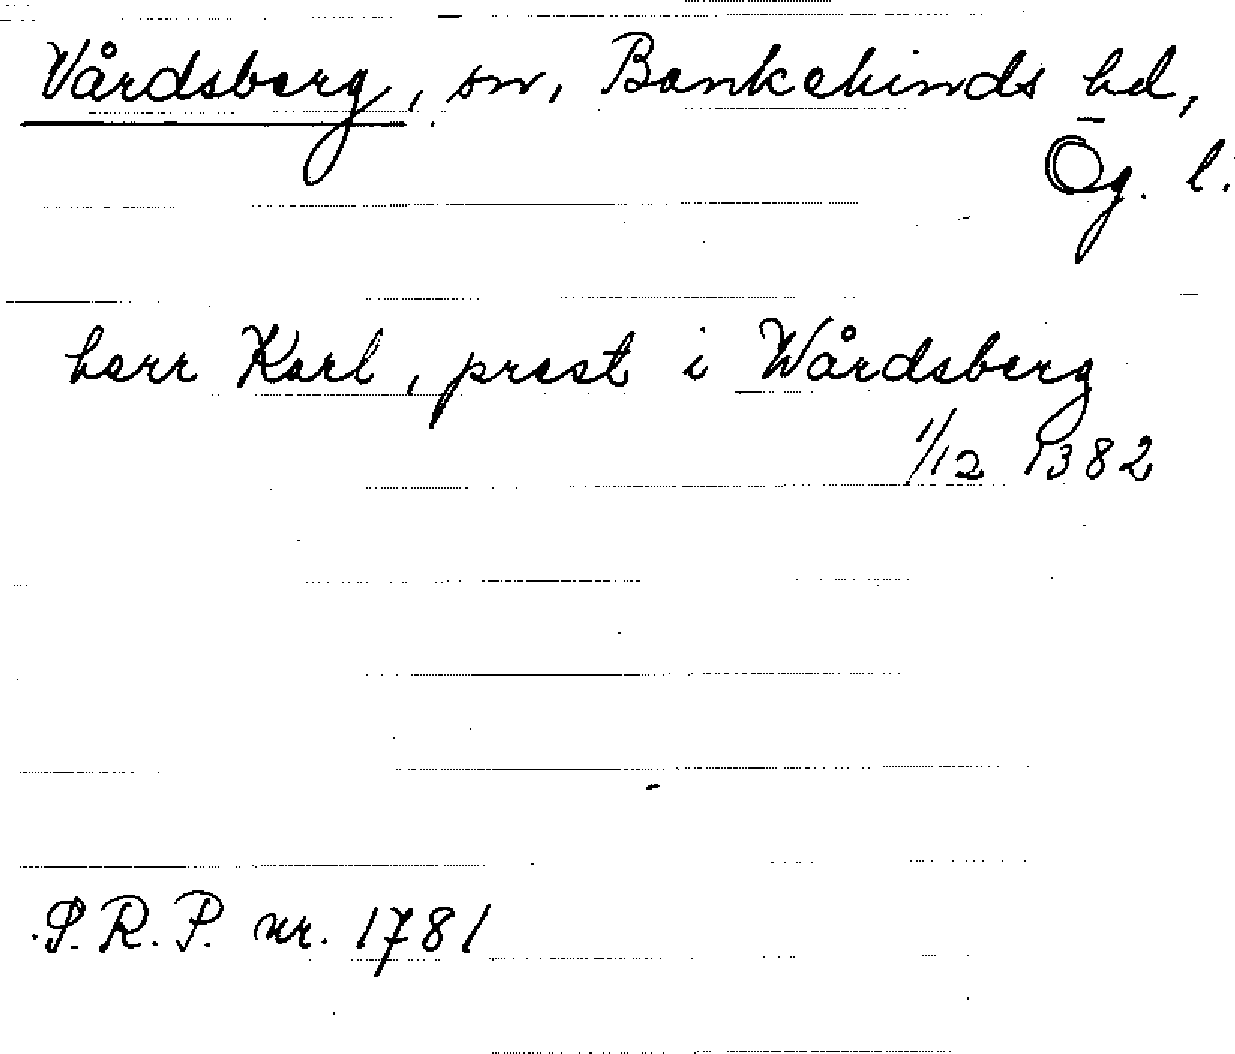 Vårdsberg, sn, Bankekinds hd,
Ög. l.
herr Karl, prest i Wårdsberg
1/12 1382
S.R.P. nr. 1781